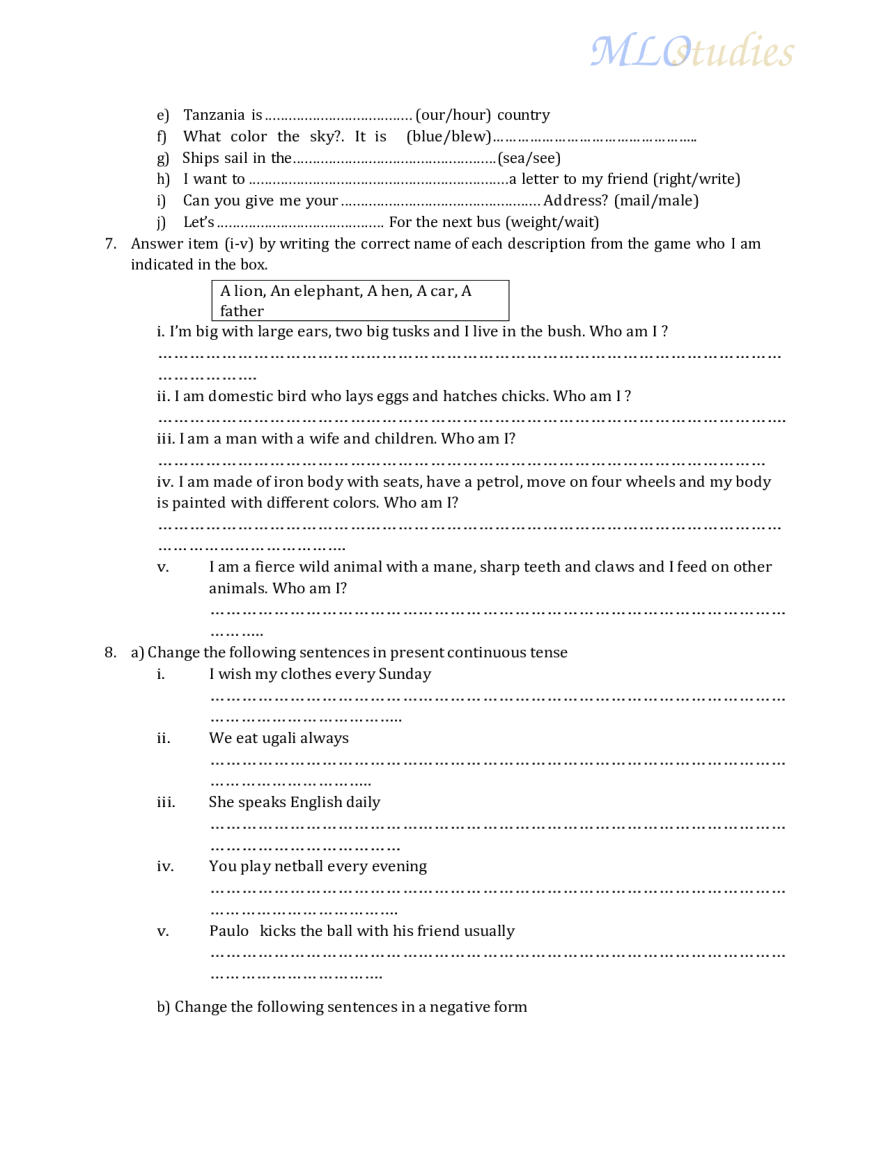 MLOstudies
e) Tanzania is ………………………………. (our/hour) country
f) What color the sky?. It is (blue/blew)…………………………………………..
g) Ships sail in the…………………………………………….(sea/see)
h) I want to …………………………………………………………a letter to my friend (right/write)
i) Can you give me your …………………………………………… Address? (mail/male)
j) Let's ……………………………………. For the next bus (weight/wait)
7. Answer item (i-v) by writing the correct name of each description from the game who I am
indicated in the box.
A lion, An elephant, A hen, A car, A
father
i. I'm big with large ears, two big tusks and I live in the bush. Who am I ?
……………………………………………………………………………………………………………
……………….
ii. I am domestic bird who lays eggs and hatches chicks. Who am I ?
…………………………………………………………………………………………………………….
iii. I am a man with a wife and children. Who am I?
…………………………………………………………………………………………………………
iv. I am made of iron body with seats, have a petrol, move on four wheels and my body
is painted with different colors. Who am I?
……………………………………………………………………………………………………………
……………………………….
v. I am a fierce wild animal with a mane, sharp teeth and claws and I feed on other
animals. Who am I?
……………………………………………………………………………………………………
………..
8. a) Change the following sentences in present continuous tense
i. I wish my clothes every Sunday
……………………………………………………………………………………………………
………………………………..
ii. We eat ugali always
……………………………………………………………………………………………………
…………………………..
iii. She speaks English daily
……………………………………………………………………………………………………
………………………………
iv. You play netball every evening
……………………………………………………………………………………………………
……………………………….
v. Paulo kicks the ball with his friend usually
……………………………………………………………………………………………………
…………………………….
b) Change the following sentences in a negative form